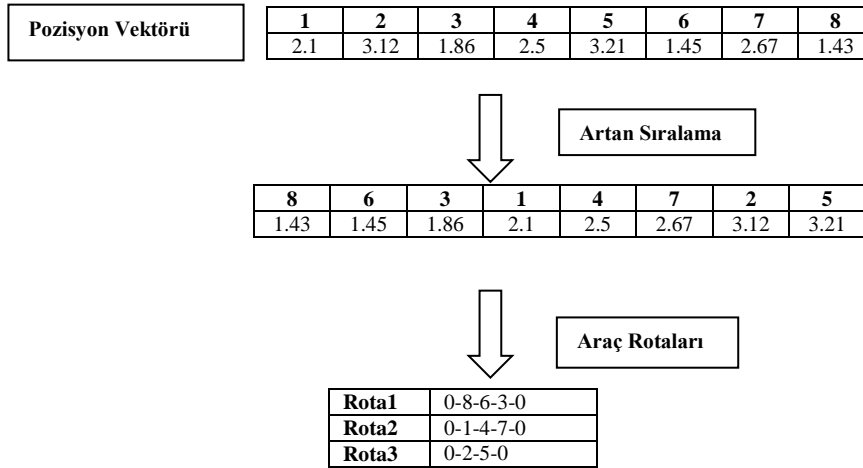 Pozisyon Vektörü
1 2 3 4 5 6 7 8
2.1 3.12 1.86 2.5 3.21 1.45 2.67 1.43
Artan Sıralama
8 6 3 1 4 7 2 5
1.43 1.45 1.86 2.1 2.5 2.67 3.12 3.21
Araç Rotaları
Rota1 0-8-6-3-0
Rota2 0-1-4-7-0
Rota3 0-2-5-0